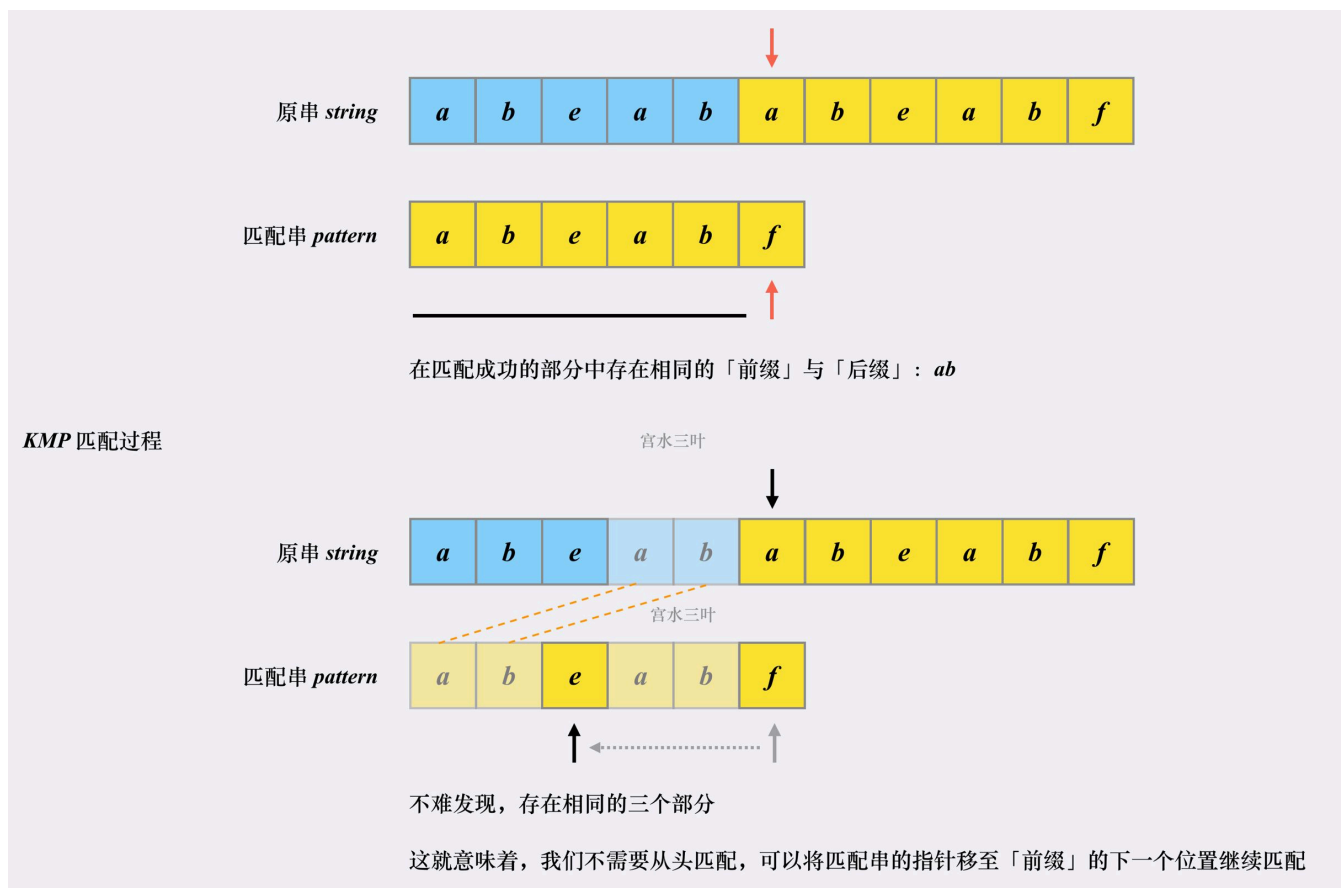 原串 string a b e a b a b e a b f
匹配串 pattern a b e a b f
在匹配成功的部分中存在相同的「前缀」与「后缀」：ab
KMP 匹配过程
宫水三叶
原串 string a b e a b a b e a b f
宫水三叶
匹配串 pattern a b e a b f
不难发现，存在相同的三个部分
这就意味着，我们不需要从头匹配，可以将匹配串的指针移至「前缀」的下一个位置继续匹配